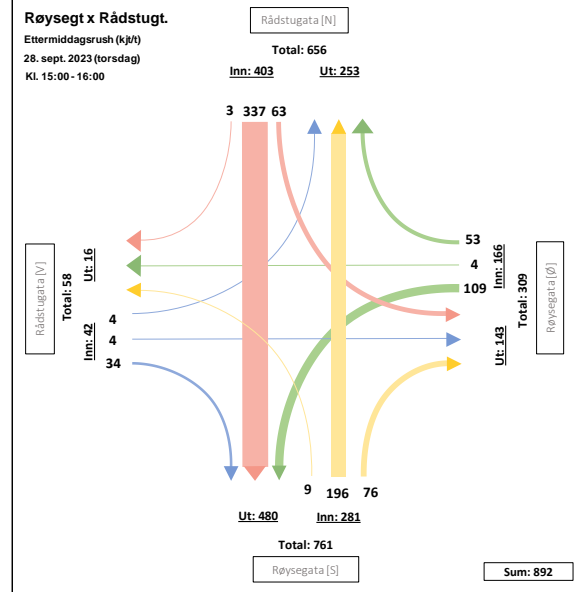 Røysegt x Rådstugt.
Ettermiddagsrush (kjt/t)
28. sept. 2023 (torsdag)
Kl. 15:00 - 16:00
Rådstugata [N]
Total: 656
Inn: 403
Ut: 253
3
337
63
Rådstugata [V]
Total: 58
Ut: 16
Inn: 42
4
4
34
53
4
109
Inn: 166
Ut: 143
Total: 309
Røysegata [Ø]
9
196
76
Ut: 480
Inn: 281
Total: 761
Røysegata [S]
Sum: 892